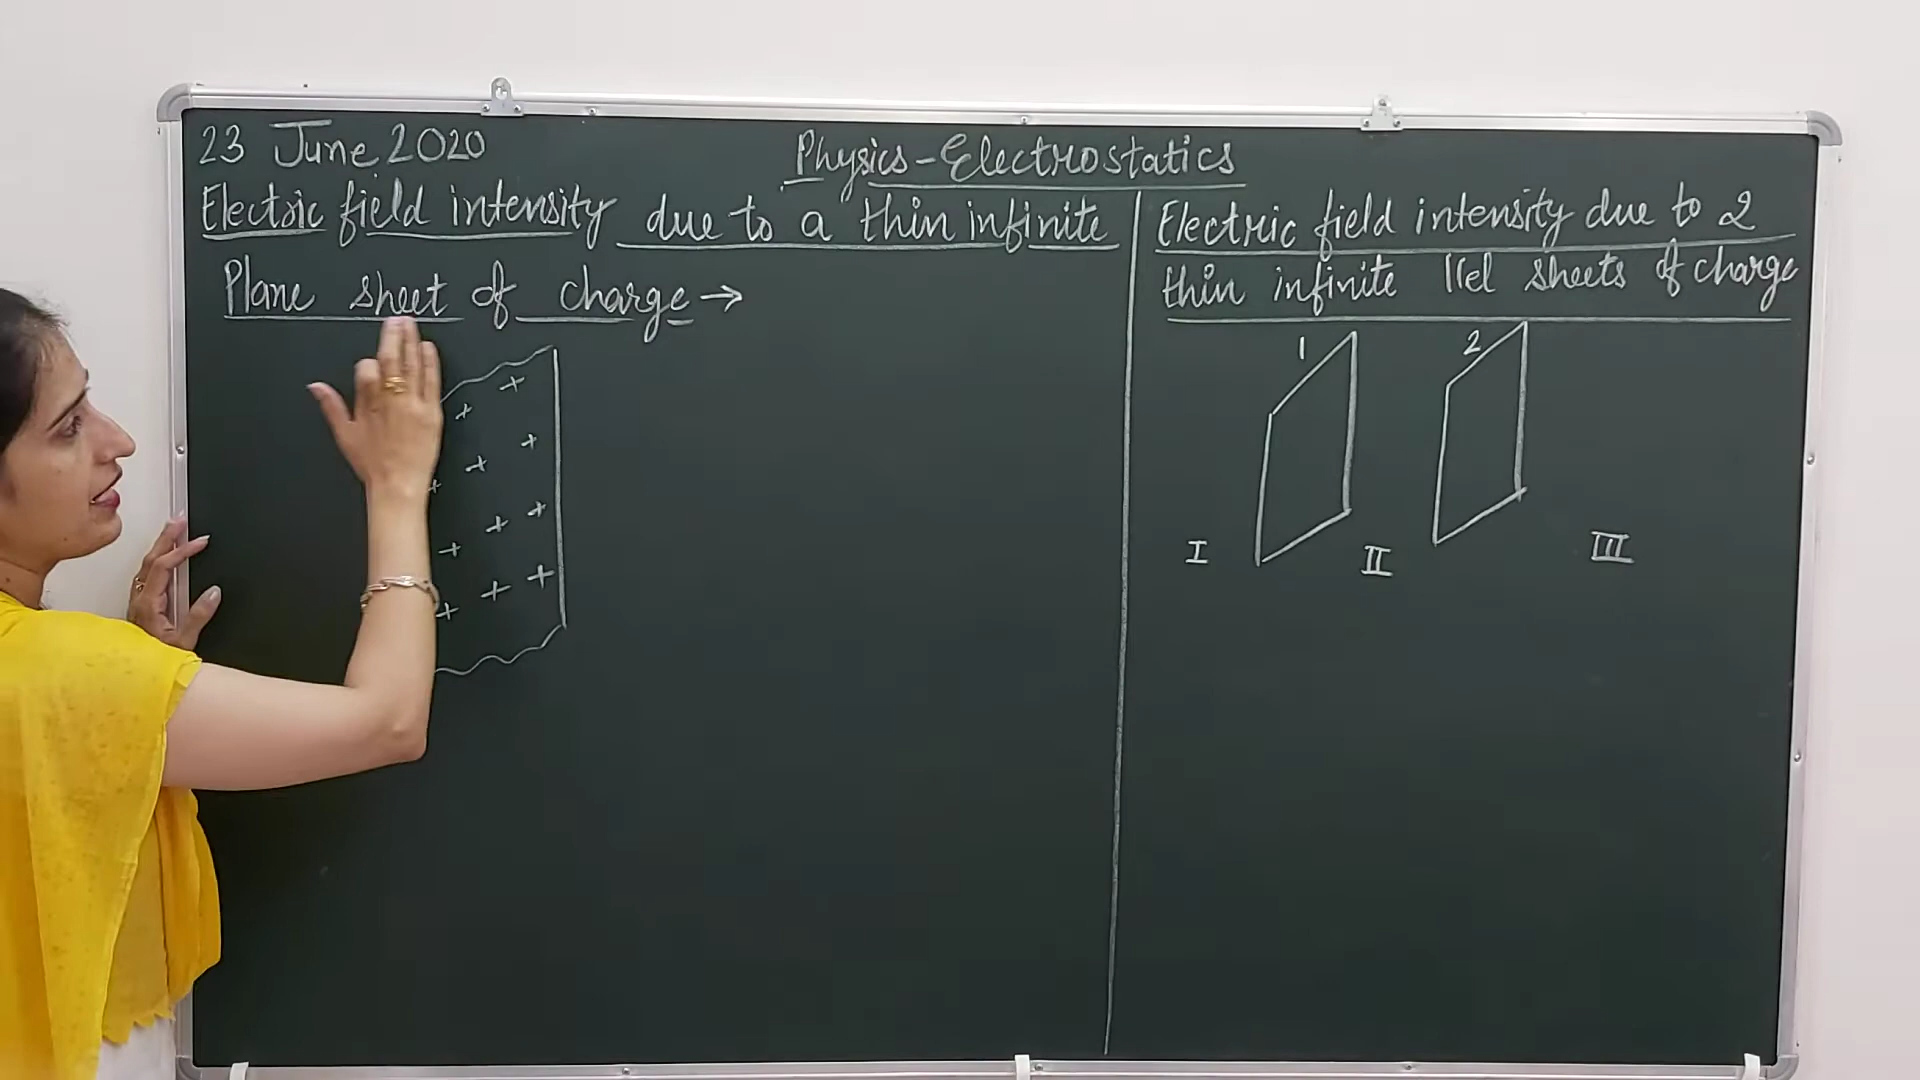 23 June 2020
Physics-Electrostatics
Electric field intensity due to a thin infinite
Plane sheet of charge →
+ +
+ +
+
+ +
+
+ + +
Electric field intensity due to 2
thin infinite llel sheets of charge
1 2
I II III